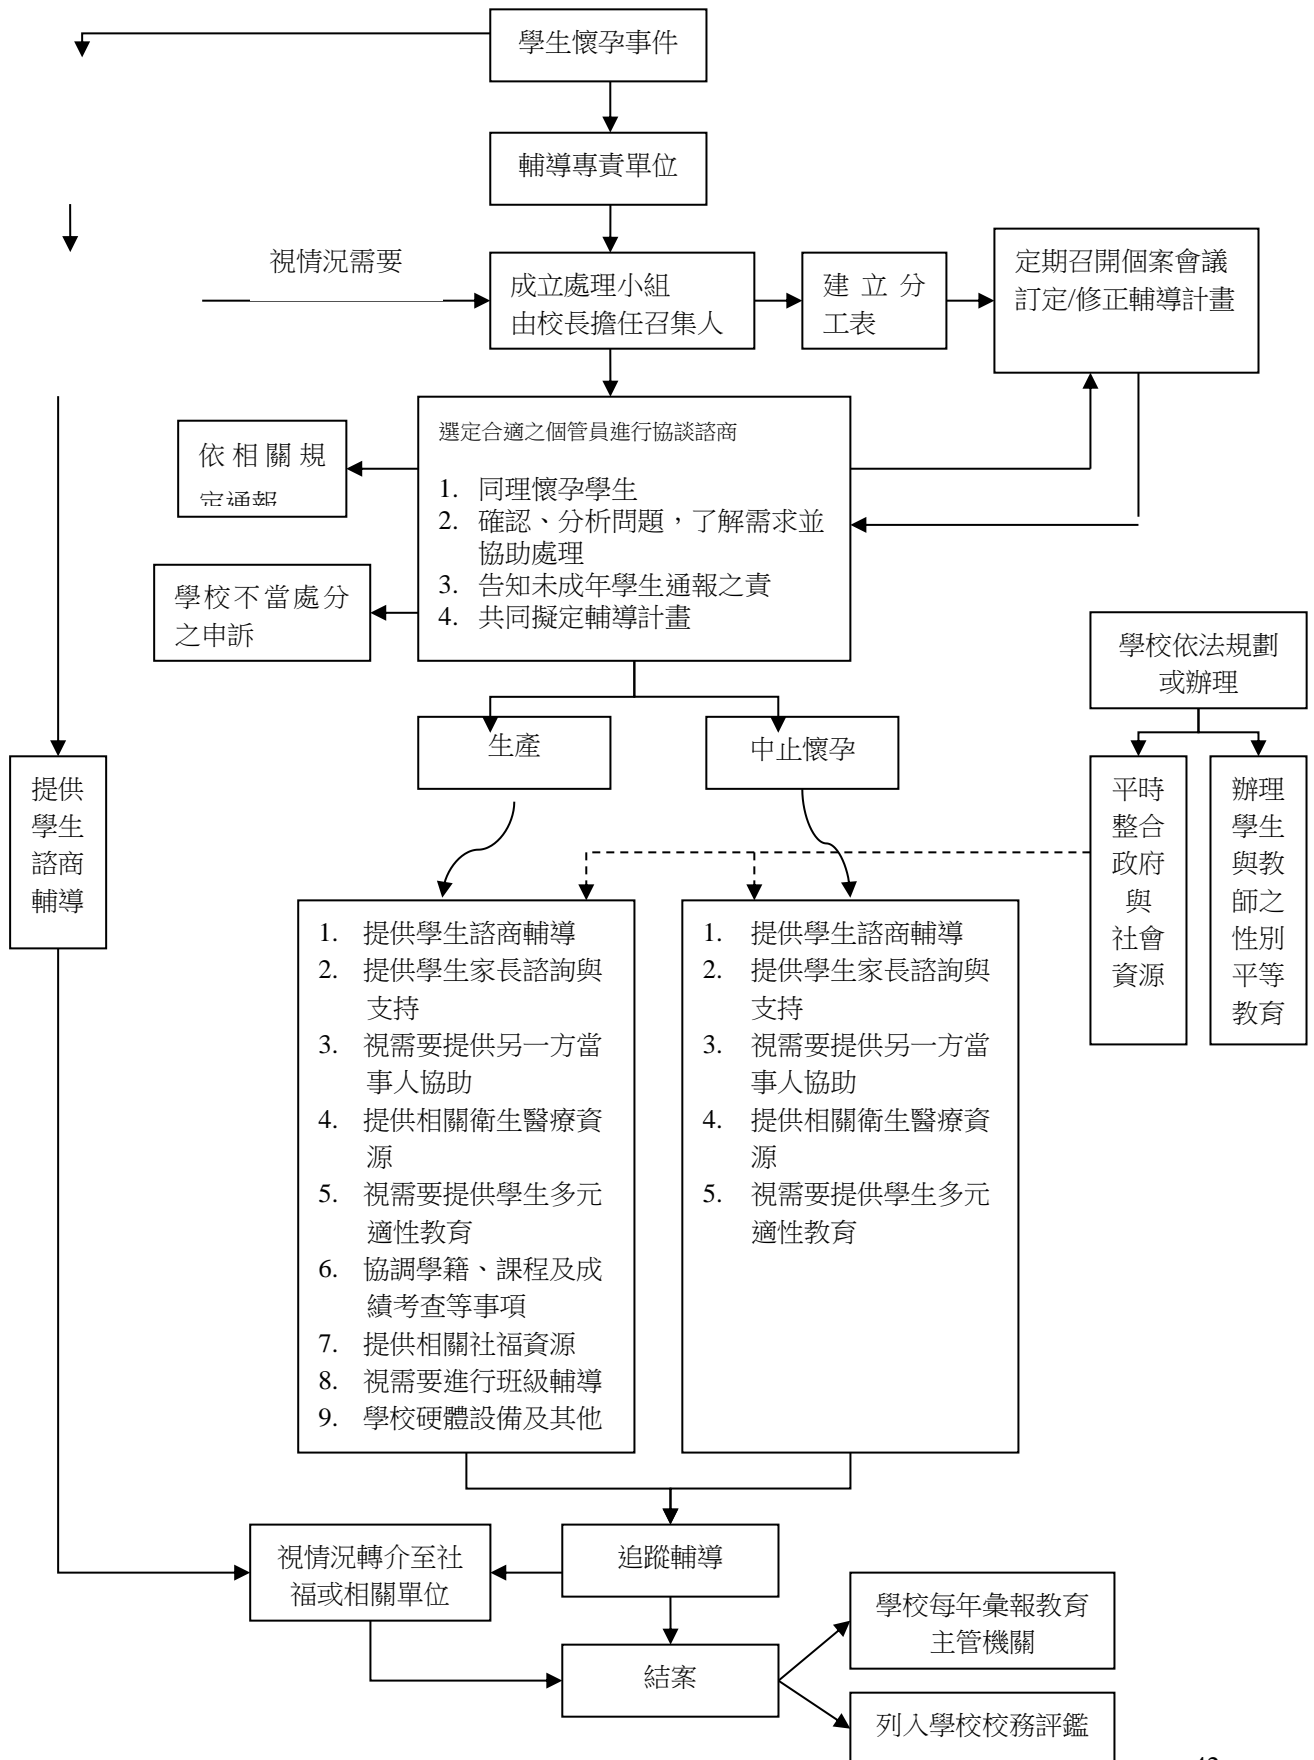 學生懷孕事件
輔導專責單位
視情況需要
成立處理小組
由校長擔任召集人
建立分
工表
定期召開個案會議
訂定/修正輔導計畫
選定合適之個管員進行協談諮商
1. 同理懷孕學生
2. 確認、分析問題，了解需求並
協助處理
3. 告知未成年學生通報之責
4. 共同擬定輔導計畫
依相關規
定通報
學校不當處分
之申訴
學校依法規劃
或辦理
生產
中止懷孕
提供
學生
諮商
輔導
平時
整合
政府
與
社會
資源
辦理
學生
與教
師之
性別
平等
教育
1. 提供學生諮商輔導
2. 提供學生家長諮詢與
支持
3. 視需要提供另一方當
事人協助
4. 提供相關衛生醫療資
源
5. 視需要提供學生多元
適性教育
6. 協調學籍、課程及成
績考查等事項
7. 提供相關社福資源
8. 視需要進行班級輔導
9. 學校硬體設備及其他
1. 提供學生諮商輔導
2. 提供學生家長諮詢與
支持
3. 視需要提供另一方當
事人協助
4. 提供相關衛生醫療資
源
5. 視需要提供學生多元
適性教育
視情況轉介至社
福或相關單位
追蹤輔導
結案
學校每年彙報教育
主管機關
列入學校校務評鑑